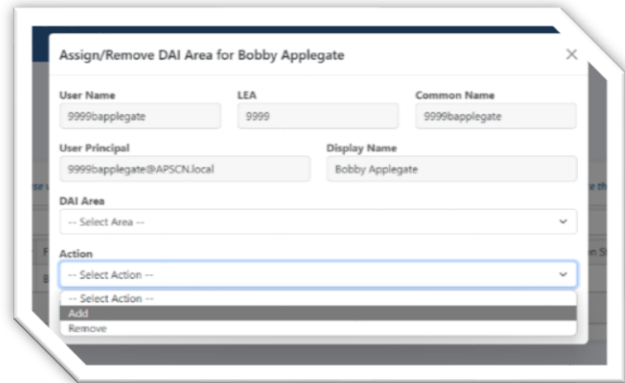 Assign/Remove DAI Area for Bobby Applegate
User Name LEA Common Name
9999bapplegate 9999 9999bapplegate
User Principal Display Name
9999bapplegate@APSCN.local Bobby Applegate
DAI Area
-- Select Area --
Action
-- Select Action --
-- Select Action --
Add
Remove